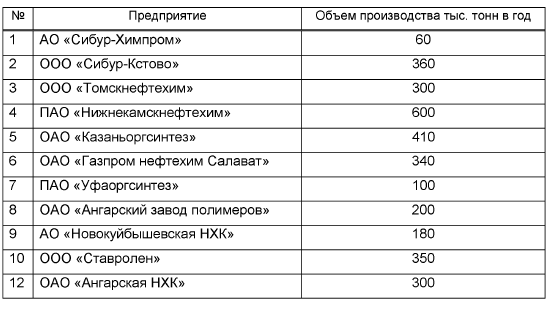 № Предприятие Объем производства тыс. тонн в год
1 АО «Сибур-Химпром» 60
2 ООО «Сибур-Кстово» 360
3 ООО «Томскнефтехим» 300
4 ПАО «Нижнекамскнефтехим» 600
5 ОАО «Казаньоргсинтез» 410
6 ОАО «Газпром нефтехим Салават» 340
7 ПАО «Уфаоргсинтез» 100
8 ОАО «Ангарский завод полимеров» 200
9 АО «Новокуйбышевская НХК» 180
10 ООО «Ставролен» 350
12 ОАО «Ангарская НХК» 300